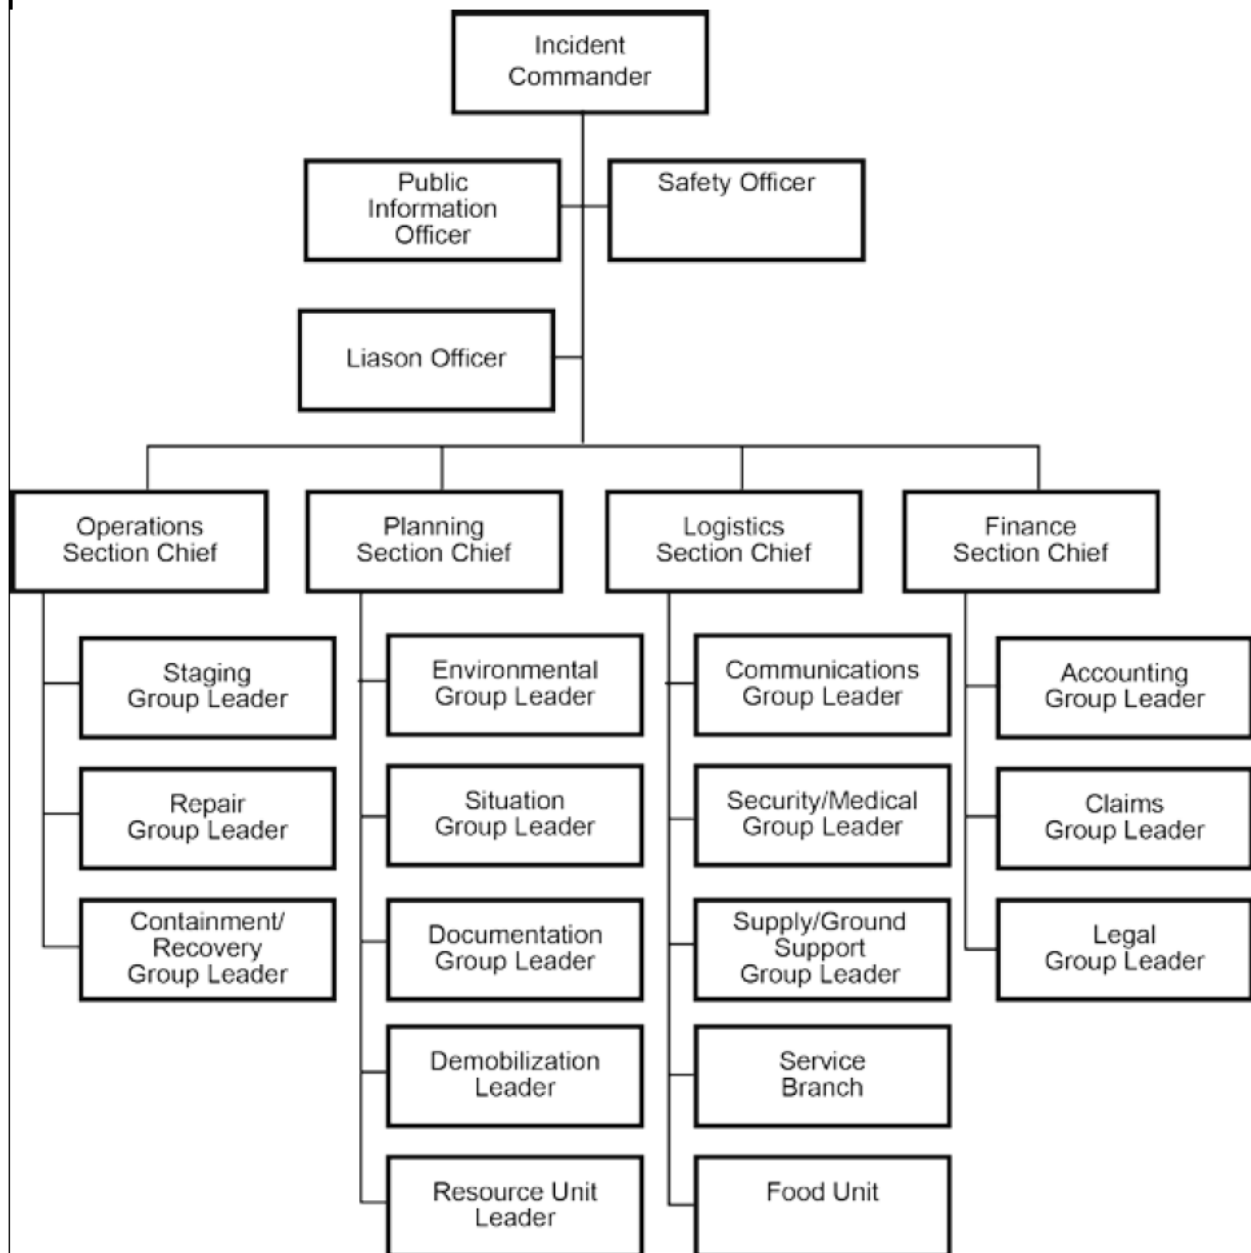 Incident
Commander
Public
Information
Officer
Safety Officer
Liason Officer
Operations
Section Chief
Planning
Section Chief
Logistics
Section Chief
Finance
Section Chief
Staging
Group Leader
Environmental
Group Leader
Communications
Group Leader
Accounting
Group Leader
Repair
Group Leader
Situation
Group Leader
Security/Medical
Group Leader
Claims
Group Leader
Containment/
Recovery
Group Leader
Documentation
Group Leader
Supply/Ground
Support
Group Leader
Legal
Group Leader
Demobilization
Leader
Service
Branch
Resource Unit
Leader
Food Unit